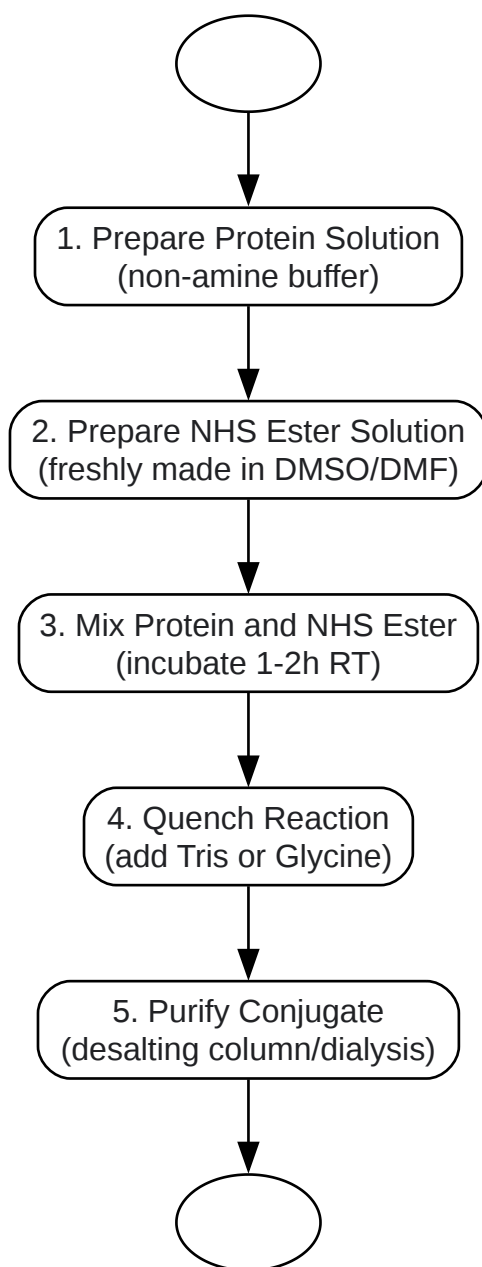 1. Prepare Protein Solution
(non-amine buffer)
2. Prepare NHS Ester Solution
(freshly made in DMSO/DMF)
3. Mix Protein and NHS Ester
(incubate 1-2h RT)
4. Quench Reaction
(add Tris or Glycine)
5. Purify Conjugate
(desalting column/dialysis)